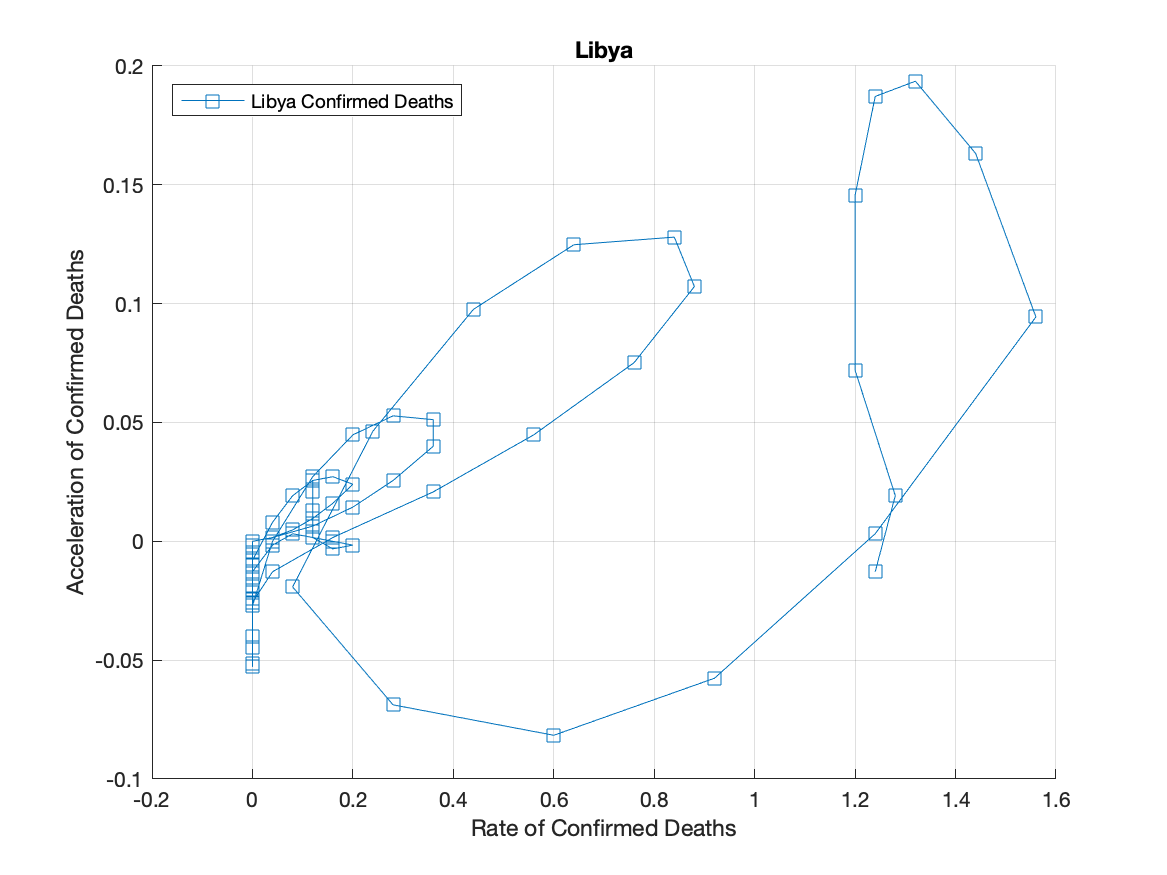 Libya
Libya Confirmed Deaths
0.2
0.15
0.1
0.05
0
-0.05
-0.1
-0.2 0 0.2 0.4 0.6 0.8 1 1.2 1.4 1.6
Acceleration of Confirmed Deaths
Rate of Confirmed Deaths